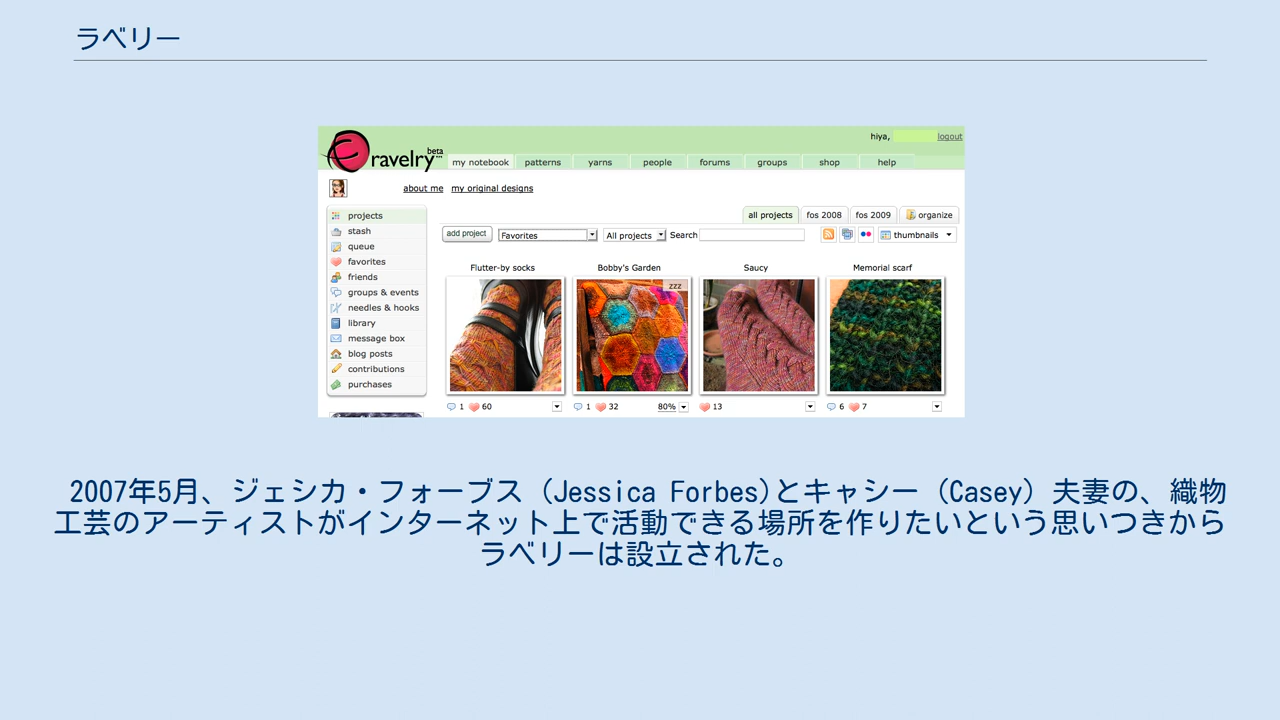 ラベリー
ravelry beta
hiya, logout
my notebook patterns yarns people forums groups shop help
about me my original designs
projects
stash
queue
favorites
friends
groups & events
needles & hooks
library
message box
blog posts
contributions
purchases
all projects fos 2008 fos 2009 organize
add project Favorites All projects Search thumbnails
Flutter-by socks Bobby's Garden Saucy Memorial scarf
zzz
1 60 1 32 80% 13 6 7
2007年5月、ジェシカ・フォーブス（Jessica Forbes)とキャシー（Casey）夫妻の、織物
工芸のアーティストがインターネット上で活動できる場所を作りたいという思いつきから
ラベリーは設立された。